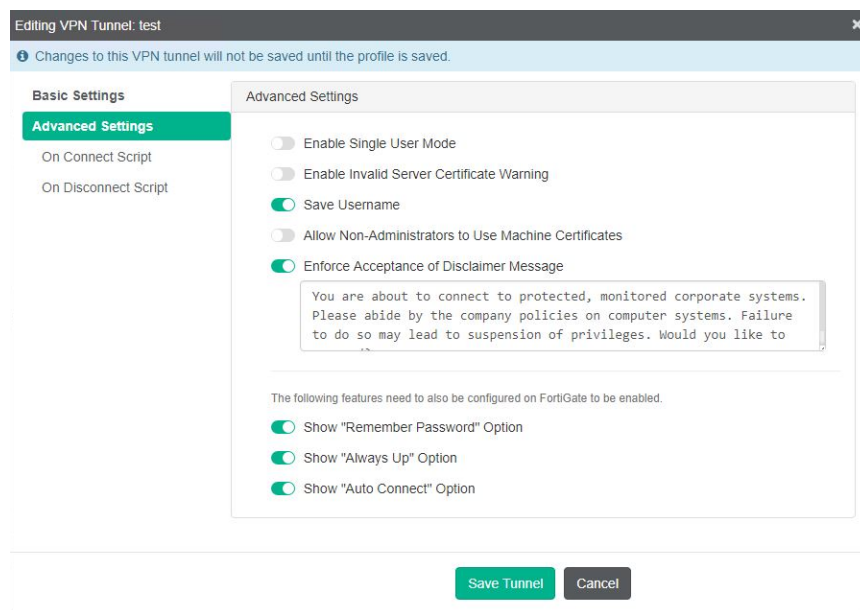 Editing VPN Tunnel: test
Changes to this VPN tunnel will not be saved until the profile is saved.
Basic Settings
Advanced Settings
On Connect Script
On Disconnect Script
Advanced Settings
Enable Single User Mode
Enable Invalid Server Certificate Warning
Save Username
Allow Non-Administrators to Use Machine Certificates
Enforce Acceptance of Disclaimer Message
You are about to connect to protected, monitored corporate systems.
Please abide by the company policies on computer systems. Failure
to do so may lead to suspension of privileges. Would you like to
The following features need to also be configured on FortiGate to be enabled.
Show "Remember Password" Option
Show "Always Up" Option
Show "Auto Connect" Option
Save Tunnel
Cancel